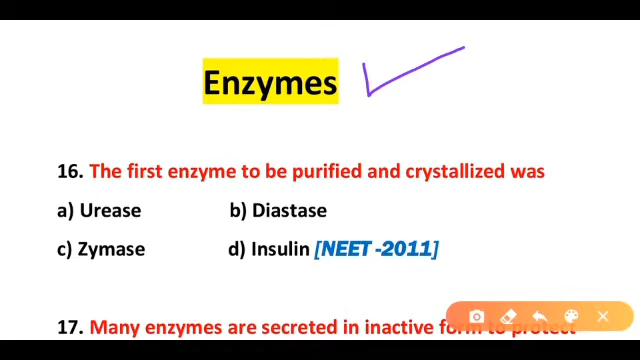 Enzymes
16. The first enzyme to be purified and crystallized was
a) Urease b) Diastase
c) Zymase d) Insulin [NEET -2011]
17. Many enzymes are secreted in inactive form to protect